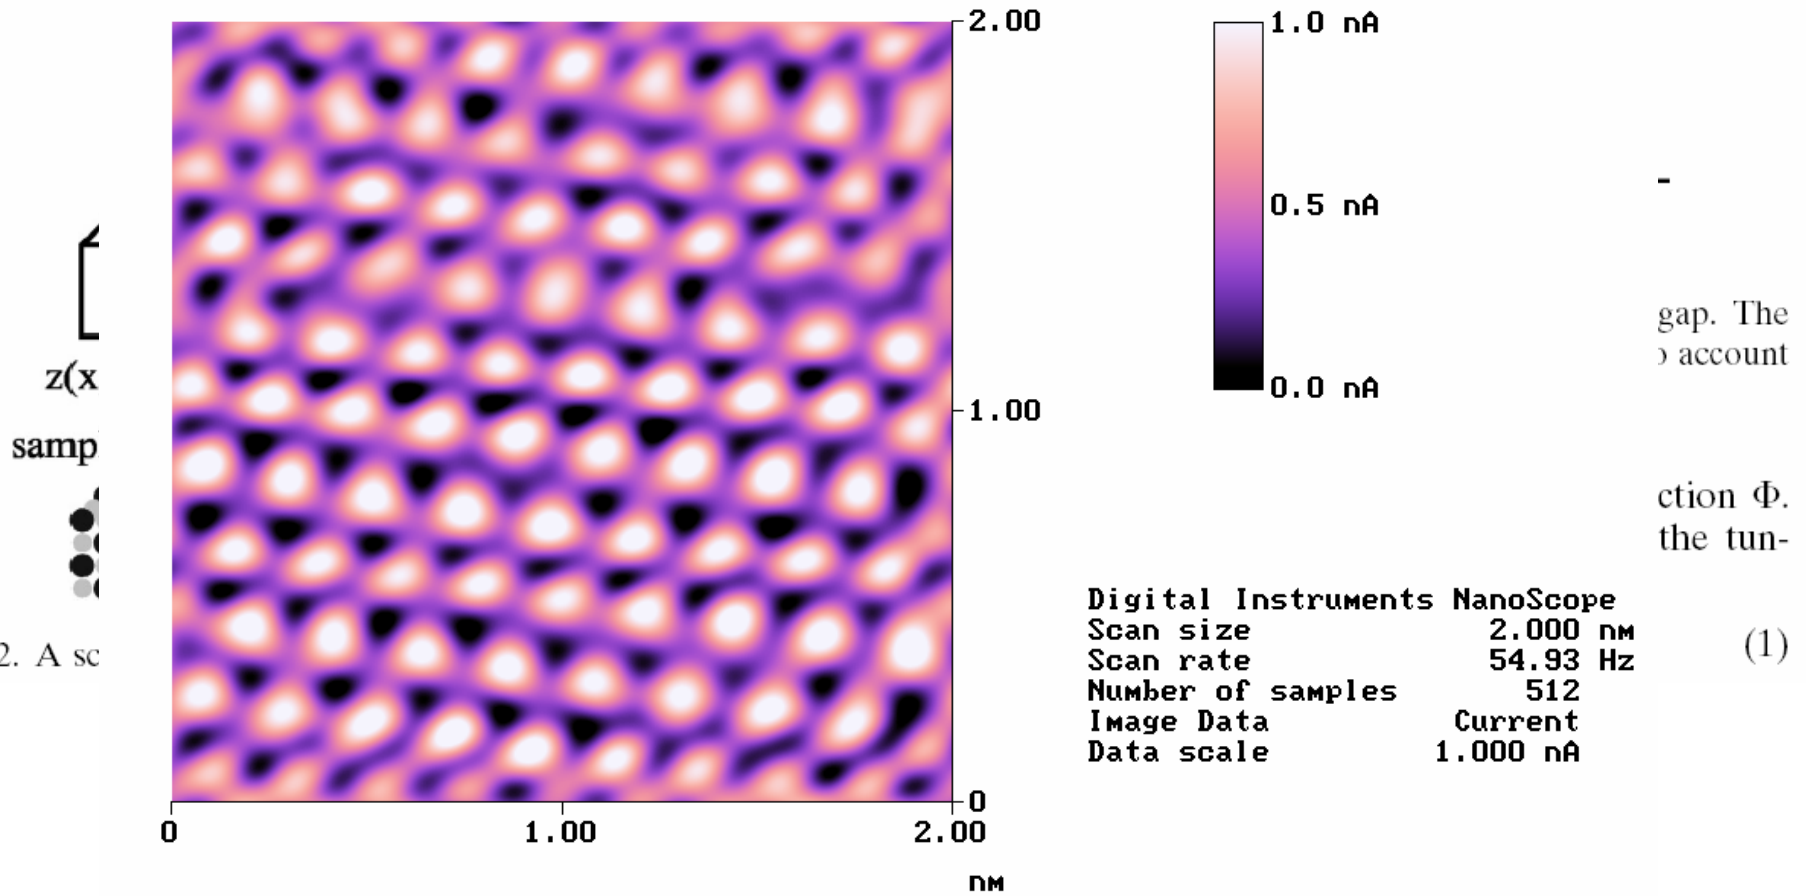 2.00
1.00
0
0
1.00
2.00
nм
1.0 nA
0.5 nA
0.0 nA
Digital Instruments NanoScope
Scan size 2.000 nm
Scan rate 54.93 Hz
Number of samples 512
Image Data Current
Data scale 1.000 nA
z(x
samp
2. A sc
-
gap. The
account
ction Φ.
the tun-
(1)